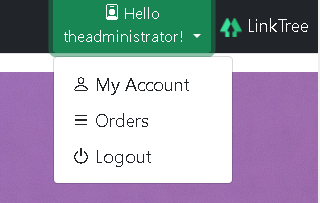 Hello
theadministrator!
LinkTree
My Account
Orders
Logout